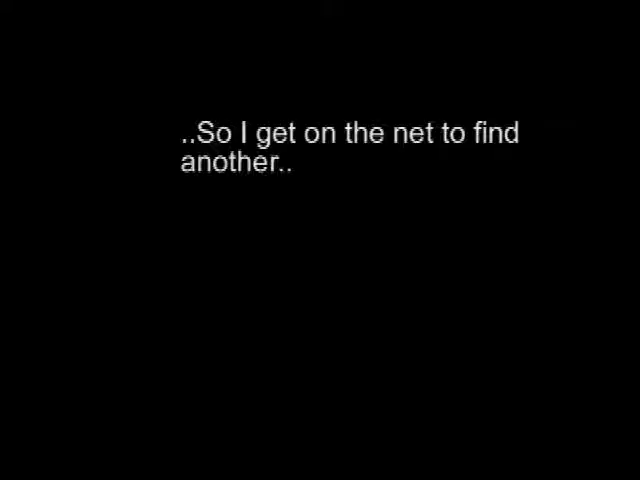 ..So I get on the net to find
another..